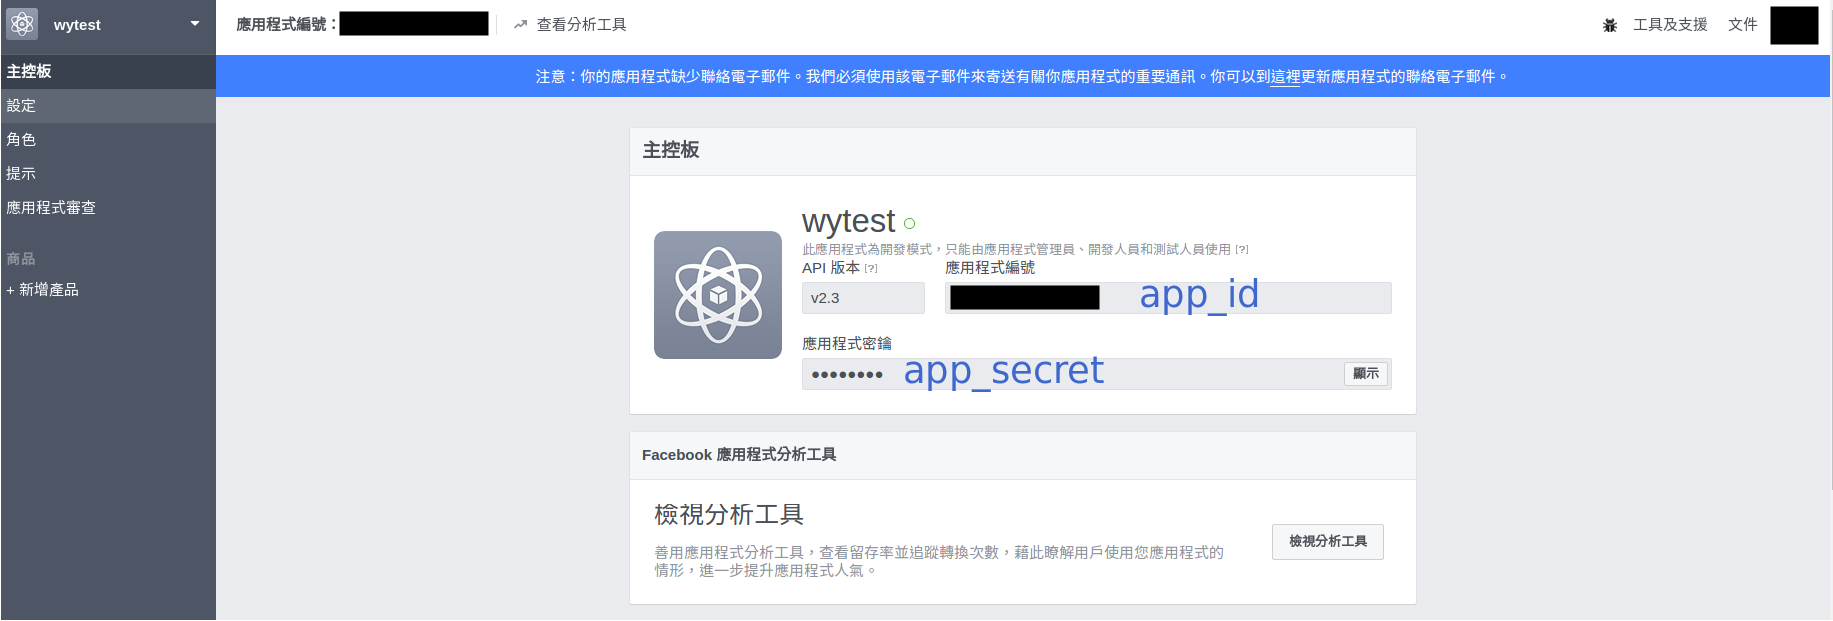 wytest
應用程式編號：
查看分析工具
工具及支援
文件
主控板
設定
角色
提示
應用程式審查
商品
+ 新增產品
注意：你的應用程式缺少聯絡電子郵件。我們必須使用該電子郵件來寄送有關你應用程式的重要通訊。你可以到這裡更新應用程式的聯絡電子郵件。
主控板
wytest
此應用程式為開發模式，只能由應用程式管理員、開發人員和測試人員使用 [?]
API 版本 [?]
應用程式編號
v2.3
app_id
應用程式密鑰
●●●●●●●● app_secret
顯示
Facebook 應用程式分析工具
檢視分析工具
善用應用程式分析工具，查看留存率並追蹤轉換次數，藉此瞭解用戶使用您應用程式的
情形，進一步提升應用程式人氣。
檢視分析工具